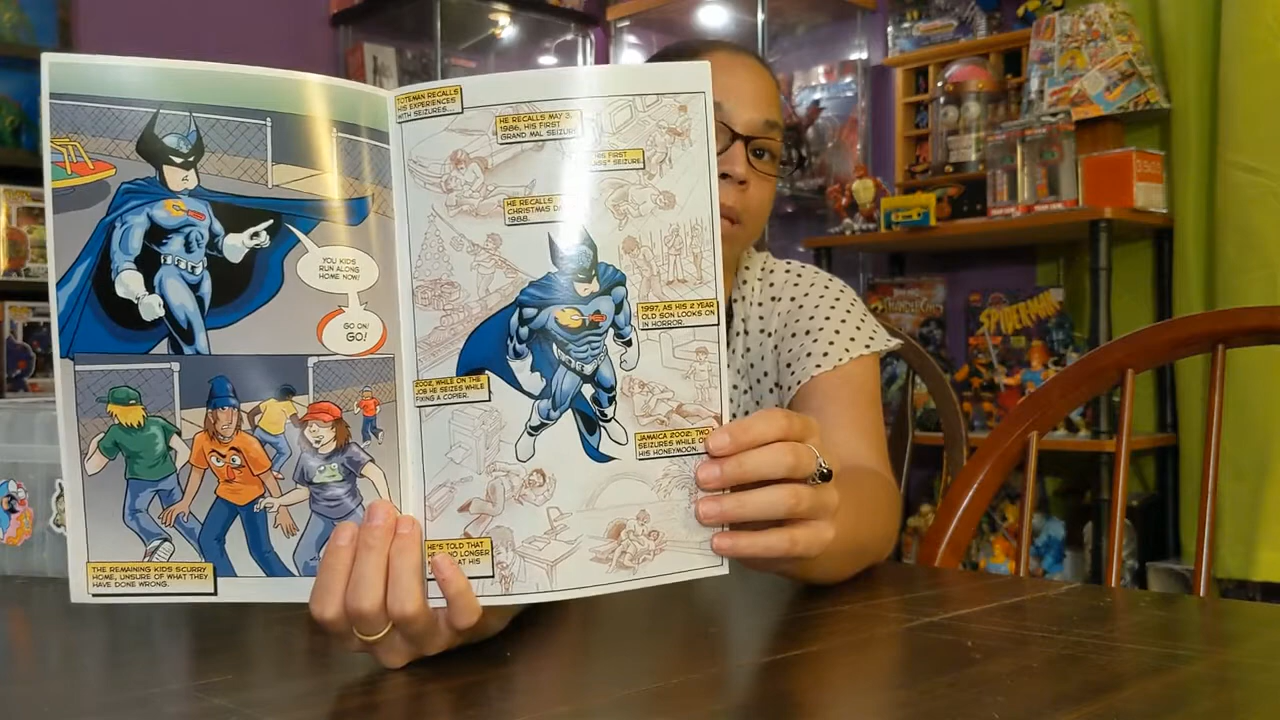 YOU KIDS
RUN ALONG
HOME NOW!
GO ON!
GO!
THE REMAINING KIDS SCURRY
HOME, UNSURE OF WHAT THEY
HAVE DONE WRONG.
TOTEMAN RECALLS
HIS EXPERIENCES
WITH SEIZURES...
HE RECALLS MAY 3,
1986, HIS FIRST
GRAND MAL SEIZURE
HIS FIRST
SEIZURE.
HE RECALLS
CHRISTMAS
1988.
1997, AS HIS 2 YEAR
OLD SON LOOKS ON
IN HORROR.
2002, WHILE ON THE
JOB HE SEIZES WHILE
FIXING A COPIER.
JAMAICA 2002: TWO
SEIZURES WHILE
HIS HONEYMOON.
HE'S TOLD THAT
NO LONGER
AT HIS
THUNDERCATS
SPIDER-MAN